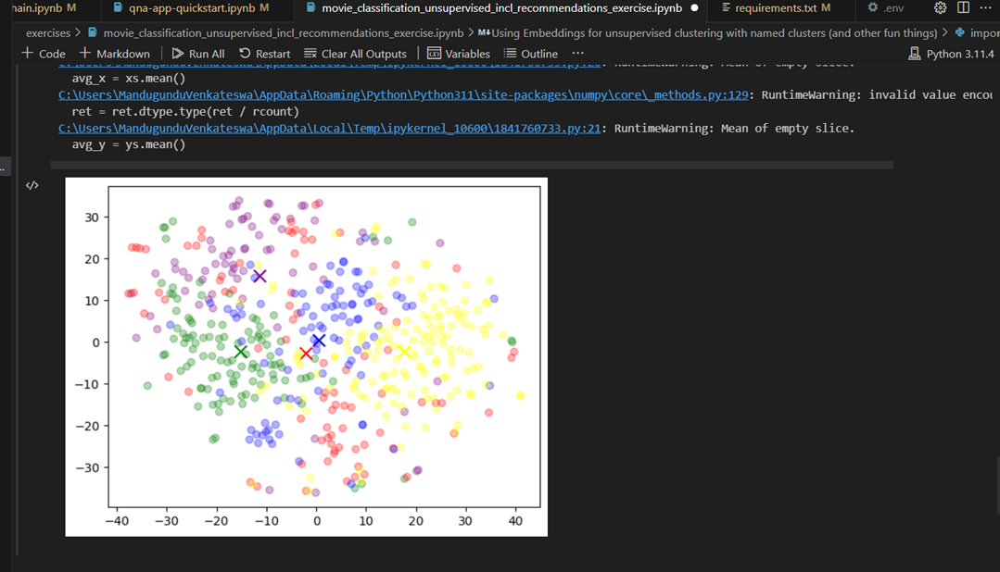 hain.ipynb M qna-app-quickstart.ipynb M movie_classification_unsupervised_incl_recommendations_exercise.ipynb requirements.txt M .env
exercises > movie_classification_unsupervised_incl_recommendations_exercise.ipynb > M↓Using Embeddings for unsupervised clustering with named clusters (and other fun things) > impor
+ Code + Markdown Run All Restart Clear All Outputs Variables Outline ... Python 3.11.4
avg_x = xs.mean()
C:\Users\MandugunduVenkateswa\AppData\Roaming\Python\Python311\site-packages\numpy\core\_methods.py:129: RuntimeWarning: invalid value encou
ret = ret.dtype.type(ret / rcount)
C:\Users\MandugunduVenkateswa\AppData\Local\Temp\ipykernel_10600\1841760733.py:21: RuntimeWarning: Mean of empty slice.
avg_y = ys.mean()
30
20
10
0
−10
−20
−30
−40 −30 −20 −10 0 10 20 30 40